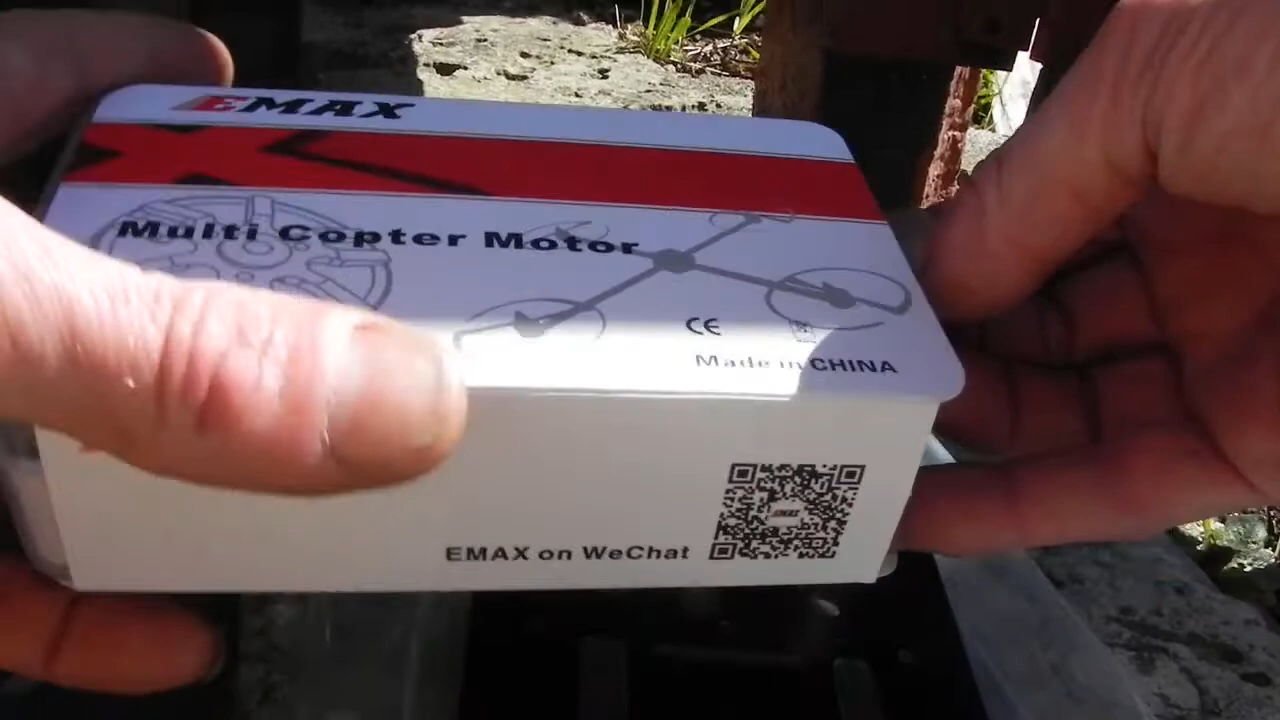 EMAX
Multi Copter Motor
CE
Made in CHINA
EMAX on WeChat